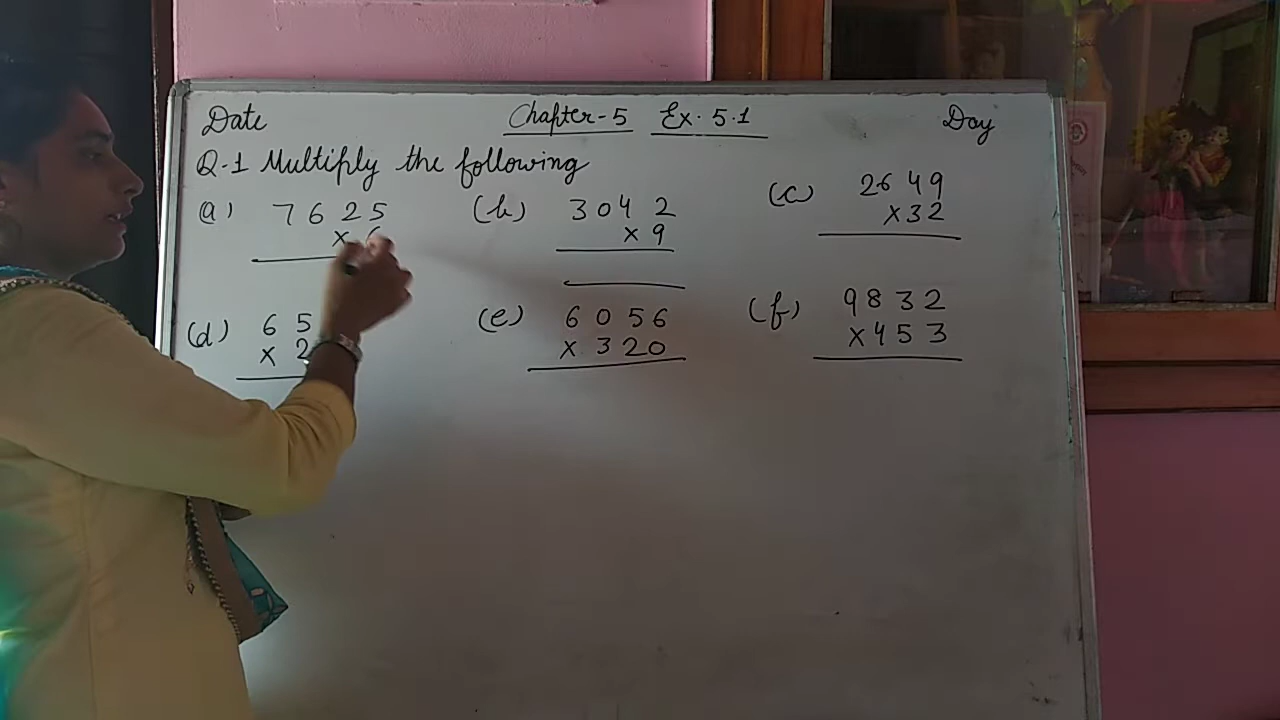 Date Chapter-5 Ex. 5.1 Day
Q.1 Multiply the following
(a) 7 6 2 5 (b) 3 0 4 2 (c) 2 6 4 9
x x 9 x 3 2
(d) 6 5 (e) 6 0 5 6 (f) 9 8 3 2
x 2 x 3 2 0 x 4 5 3